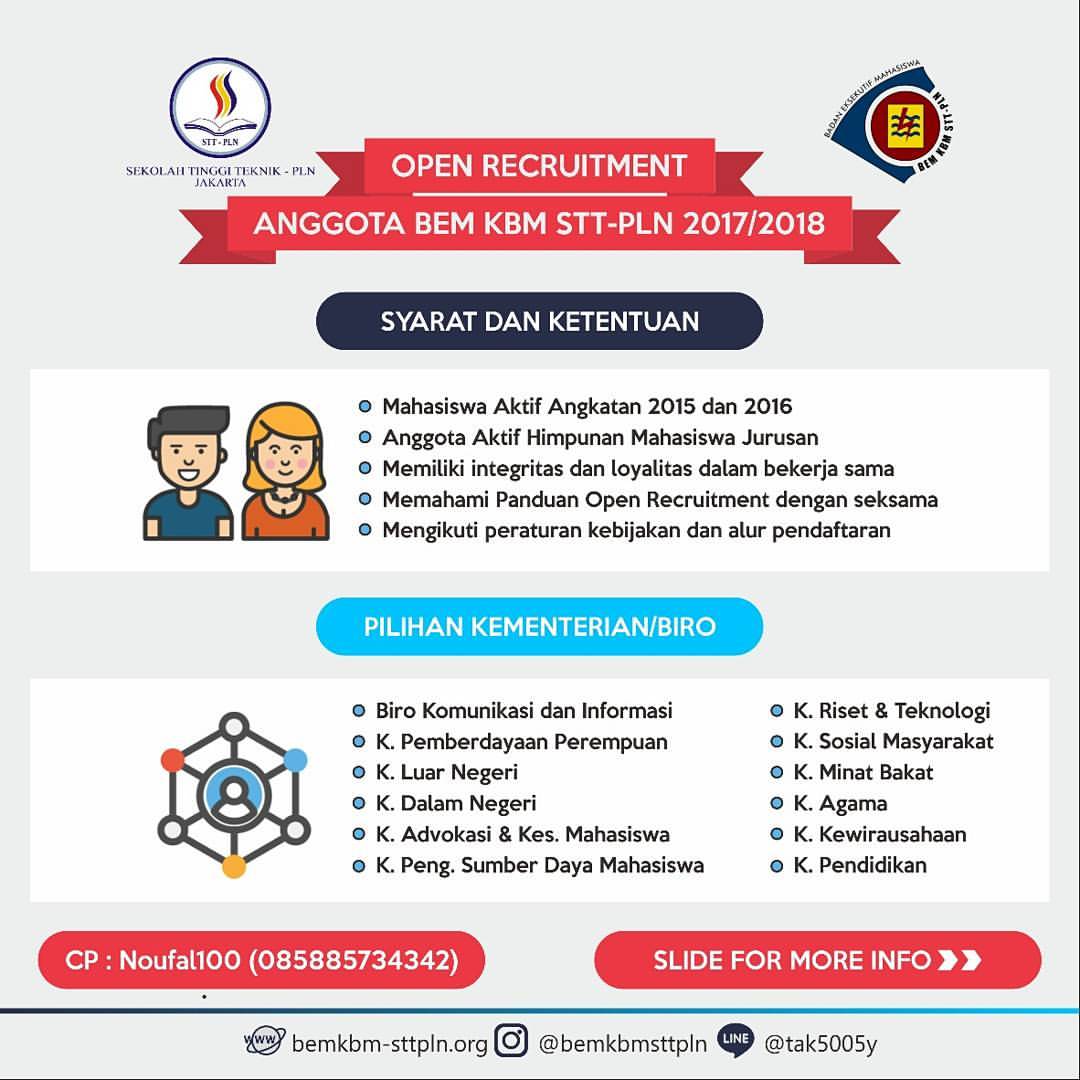 STT - PLN
SEKOLAH TINGGI TEKNIK - PLN
JAKARTA
BADAN EKSEKUTIF MAHASISWA
BEM KBM STT-PLN
OPEN RECRUITMENT
ANGGOTA BEM KBM STT-PLN 2017/2018
SYARAT DAN KETENTUAN
Mahasiswa Aktif Angkatan 2015 dan 2016
Anggota Aktif Himpunan Mahasiswa Jurusan
Memiliki integritas dan loyalitas dalam bekerja sama
Memahami Panduan Open Recruitment dengan seksama
Mengikuti peraturan kebijakan dan alur pendaftaran
PILIHAN KEMENTERIAN/BIRO
Biro Komunikasi dan Informasi
K. Pemberdayaan Perempuan
K. Luar Negeri
K. Dalam Negeri
K. Advokasi & Kes. Mahasiswa
K. Peng. Sumber Daya Mahasiswa
K. Riset & Teknologi
K. Sosial Masyarakat
K. Minat Bakat
K. Agama
K. Kewirausahaan
K. Pendidikan
CP : Noufal100 (085885734342)
SLIDE FOR MORE INFO
WWW bemkbm-sttpln.org @bemkbmsttpln LINE @tak5005y